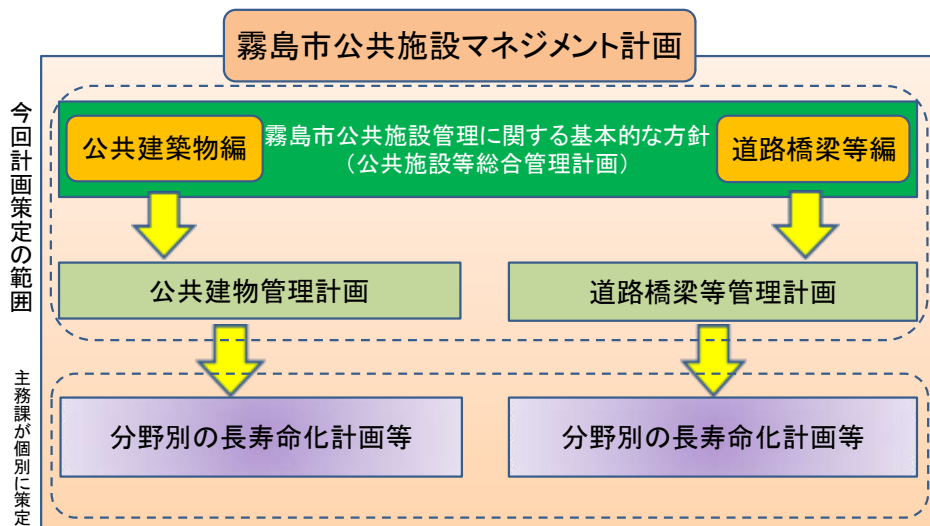 霧島市公共施設マネジメント計画
今回計画策定の範囲
公共建築物編
霧島市公共施設管理に関する基本的な方針
（公共施設等総合管理計画）
道路橋梁等編
公共建物管理計画
道路橋梁等管理計画
主務課が個別に策定
分野別の長寿命化計画等
分野別の長寿命化計画等